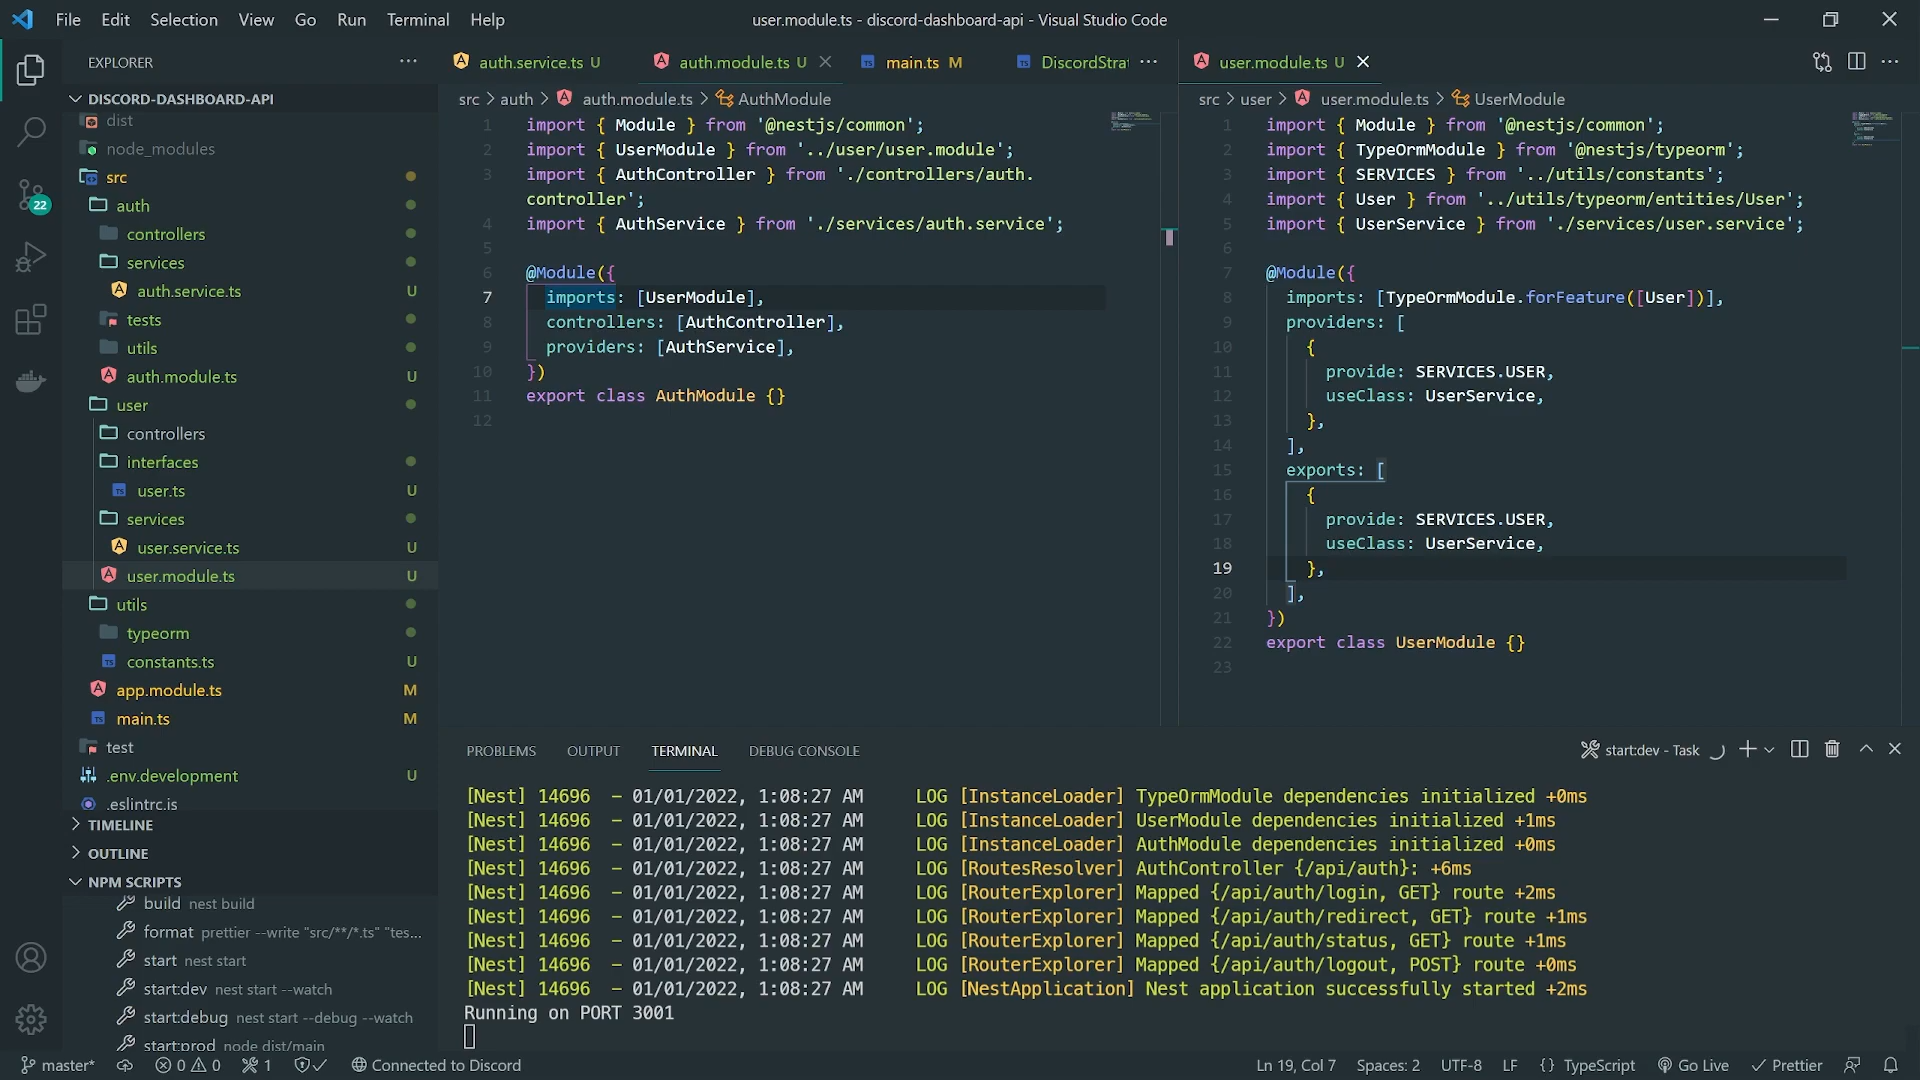 File Edit Selection View Go Run Terminal Help
user.module.ts - discord-dashboard-api - Visual Studio Code
EXPLORER
DISCORD-DASHBOARD-API
dist
node_modules
src
auth
controllers
services
auth.service.ts U
tests
utils
auth.module.ts U
user
controllers
interfaces
user.ts U
services
user.service.ts U
user.module.ts U
utils
typeorm
constants.ts U
app.module.ts M
main.ts M
test
.env.development U
.eslintrc.js
TIMELINE
OUTLINE
NPM SCRIPTS
build nest build
format prettier --write "src/**/*.ts" "tes...
start nest start
start:dev nest start --watch
start:debug nest start --debug --watch
start:prod node dist/main
22
auth.service.ts U
auth.module.ts U
main.ts M
DiscordStrat
src > auth > auth.module.ts > AuthModule
1 import { Module } from '@nestjs/common';
2 import { UserModule } from '../user/user.module';
3 import { AuthController } from './controllers/auth.
controller';
4 import { AuthService } from './services/auth.service';
5
6 @Module({
7 imports: [UserModule],
8 controllers: [AuthController],
9 providers: [AuthService],
10 })
11 export class AuthModule {}
12
user.module.ts U
src > user > user.module.ts > UserModule
1 import { Module } from '@nestjs/common';
2 import { TypeOrmModule } from '@nestjs/typeorm';
3 import { SERVICES } from '../utils/constants';
4 import { User } from '../utils/typeorm/entities/User';
5 import { UserService } from './services/user.service';
6
7 @Module({
8 imports: [TypeOrmModule.forFeature([User])],
9 providers: [
10 {
11 provide: SERVICES.USER,
12 useClass: UserService,
13 },
14 ],
15 exports: [
16 {
17 provide: SERVICES.USER,
18 useClass: UserService,
19 },
20 ],
21 })
22 export class UserModule {}
23
PROBLEMS OUTPUT TERMINAL DEBUG CONSOLE
start:dev - Task
[Nest] 14696 - 01/01/2022, 1:08:27 AM LOG [InstanceLoader] TypeOrmModule dependencies initialized +0ms
[Nest] 14696 - 01/01/2022, 1:08:27 AM LOG [InstanceLoader] UserModule dependencies initialized +1ms
[Nest] 14696 - 01/01/2022, 1:08:27 AM LOG [InstanceLoader] AuthModule dependencies initialized +0ms
[Nest] 14696 - 01/01/2022, 1:08:27 AM LOG [RoutesResolver] AuthController {/api/auth}: +6ms
[Nest] 14696 - 01/01/2022, 1:08:27 AM LOG [RouterExplorer] Mapped {/api/auth/login, GET} route +2ms
[Nest] 14696 - 01/01/2022, 1:08:27 AM LOG [RouterExplorer] Mapped {/api/auth/redirect, GET} route +1ms
[Nest] 14696 - 01/01/2022, 1:08:27 AM LOG [RouterExplorer] Mapped {/api/auth/status, GET} route +1ms
[Nest] 14696 - 01/01/2022, 1:08:27 AM LOG [RouterExplorer] Mapped {/api/auth/logout, POST} route +0ms
[Nest] 14696 - 01/01/2022, 1:08:27 AM LOG [NestApplication] Nest application successfully started +2ms
Running on PORT 3001
master* 0 0 1 Connected to Discord
Ln 19, Col 7 Spaces: 2 UTF-8 LF {} TypeScript Go Live Prettier